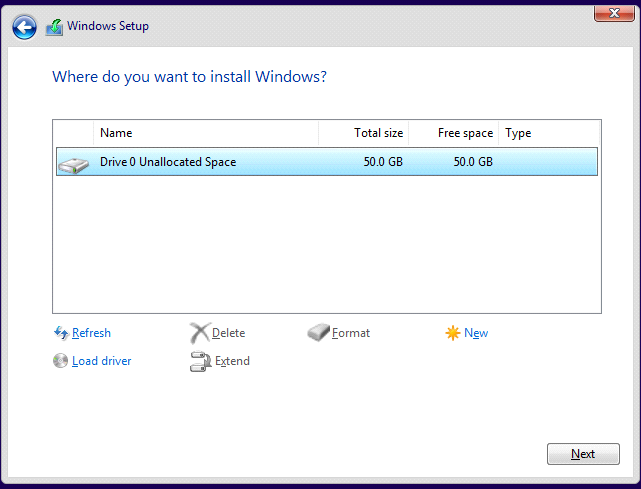 Windows Setup
Where do you want to install Windows?
Name Total size Free space Type
Drive 0 Unallocated Space 50.0 GB 50.0 GB
Refresh Delete Format New
Load driver Extend
Next